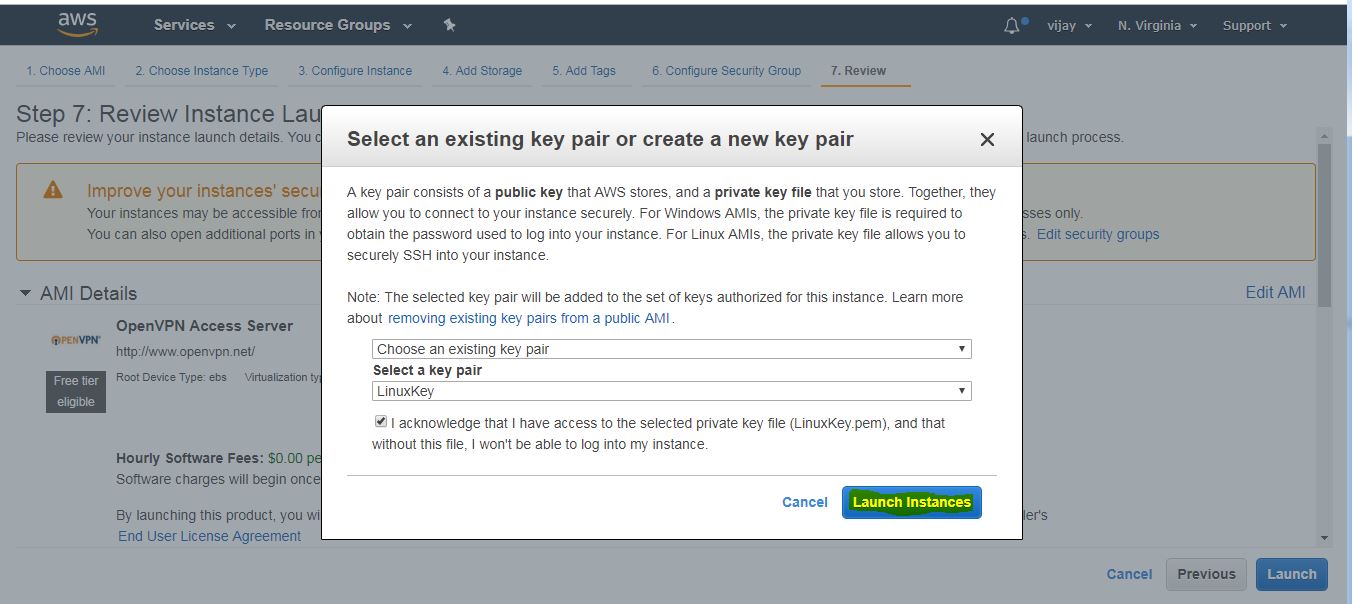 aws Services Resource Groups vijay N. Virginia Support
1. Choose AMI 2. Choose Instance Type 3. Configure Instance 4. Add Storage 5. Add Tags 6. Configure Security Group 7. Review
Step 7: Review Instance Lau
Please review your instance launch details. You c launch process.
Improve your instances' secu
Your instances may be accessible fro sses only.
You can also open additional ports in s. Edit security groups
AMI Details Edit AMI
OpenVPN Access Server
OPENVPN
http://www.openvpn.net/
Free tier
eligible
Root Device Type: ebs Virtualization typ
Hourly Software Fees: $0.00 pe
Software charges will begin once
By launching this product, you wi ler's
End User License Agreement
Select an existing key pair or create a new key pair
A key pair consists of a public key that AWS stores, and a private key file that you store. Together, they
allow you to connect to your instance securely. For Windows AMIs, the private key file is required to
obtain the password used to log into your instance. For Linux AMIs, the private key file allows you to
securely SSH into your instance.
Note: The selected key pair will be added to the set of keys authorized for this instance. Learn more
about removing existing key pairs from a public AMI.
Choose an existing key pair
Select a key pair
LinuxKey
I acknowledge that I have access to the selected private key file (LinuxKey.pem), and that
without this file, I won't be able to log into my instance.
Cancel Launch Instances
Cancel Previous Launch